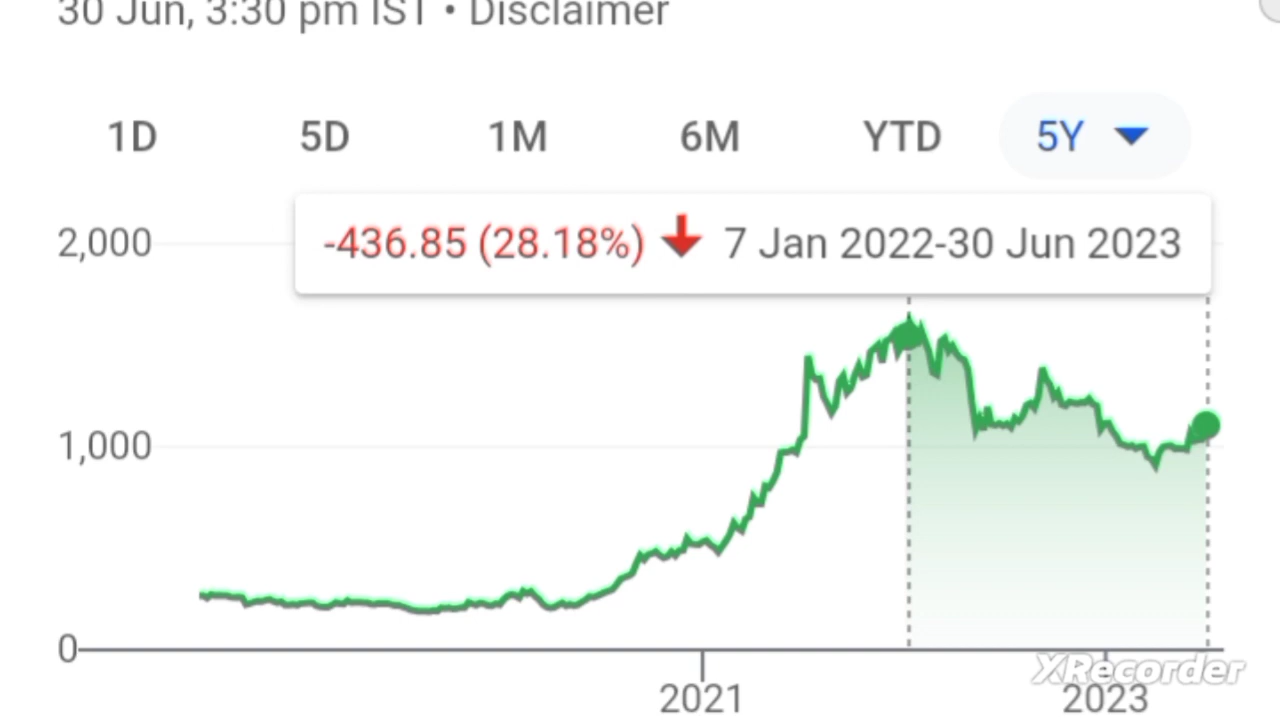 30 Jun, 3:30 pm IST • Disclaimer
1D 5D 1M 6M YTD 5Y
2,000
-436.85 (28.18%) 7 Jan 2022-30 Jun 2023
1,000
0
XRecorder
2021 2023